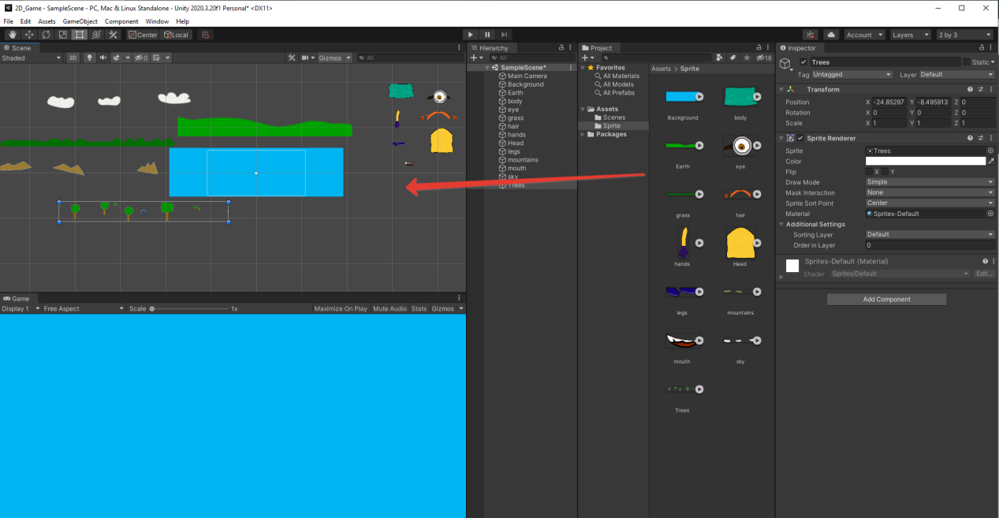 2D_Game - SampleScene - PC, Mac & Linux Standalone - Unity 2020.3.20f1 Personal* <DX11>
File Edit Assets GameObject Component Window Help
Center Local
Account Layers 2 by 3
Scene
Shaded 2D 0 Gizmos All
Game
Display 1 Free Aspect Scale 1x Maximize On Play Mute Audio Stats Gizmos
Hierarchy
All
SampleScene*
Main Camera
Background
Earth
body
eye
grass
hair
hands
Head
legs
mountains
mouth
sky
Trees
Project
18
Favorites
All Materials
All Models
All Prefabs
Assets
Scenes
Sprite
Packages
Assets > Sprite
Background body
Earth eye
grass hair
hands Head
legs mountains
mouth sky
Trees
Inspector
Trees Static
Tag Untagged Layer Default
Transform
Position X -24.85297 Y -8.495913 Z 0
Rotation X 0 Y 0 Z 0
Scale X 1 Y 1 Z 1
Sprite Renderer
Sprite Trees
Color
Flip X Y
Draw Mode Simple
Mask Interaction None
Sprite Sort Point Center
Material Sprites-Default
Additional Settings
Sorting Layer Default
Order in Layer 0
Sprites-Default (Material)
Shader Sprites/Default Edit...
Add Component